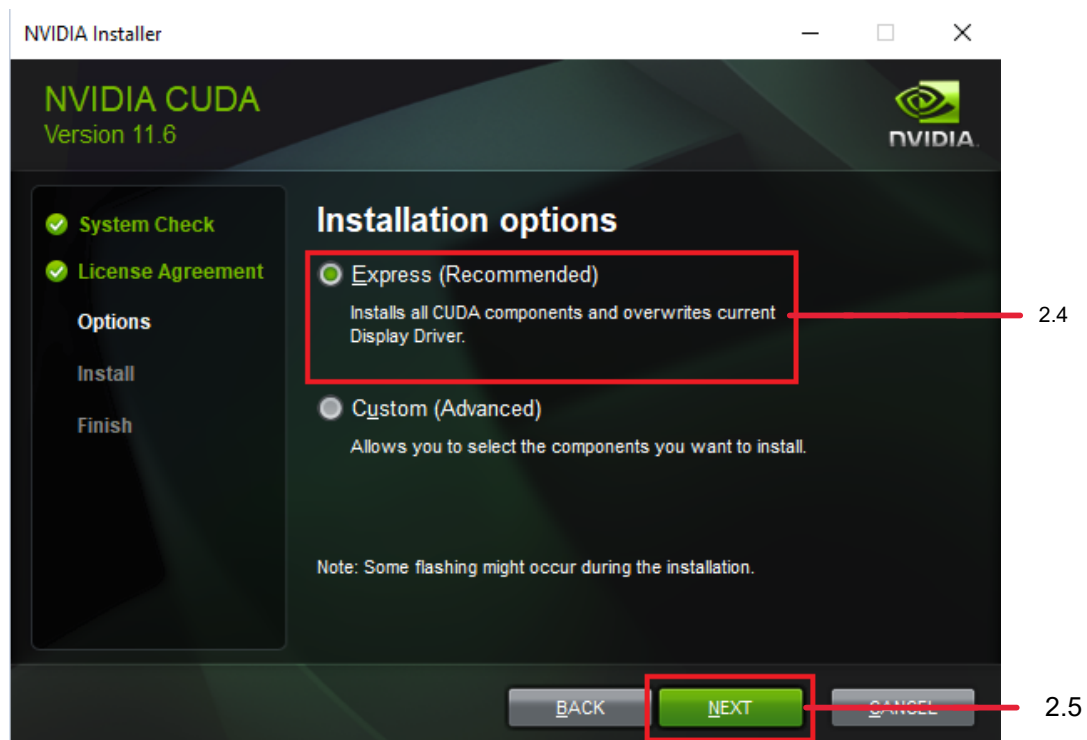 NVIDIA Installer
NVIDIA CUDA
Version 11.6
NVIDIA.
System Check
License Agreement
Options
Install
Finish
Installation options
Express (Recommended)
Installs all CUDA components and overwrites current
Display Driver.
2.4
Custom (Advanced)
Allows you to select the components you want to install.
Note: Some flashing might occur during the installation.
BACK
NEXT
CANCEL
2.5